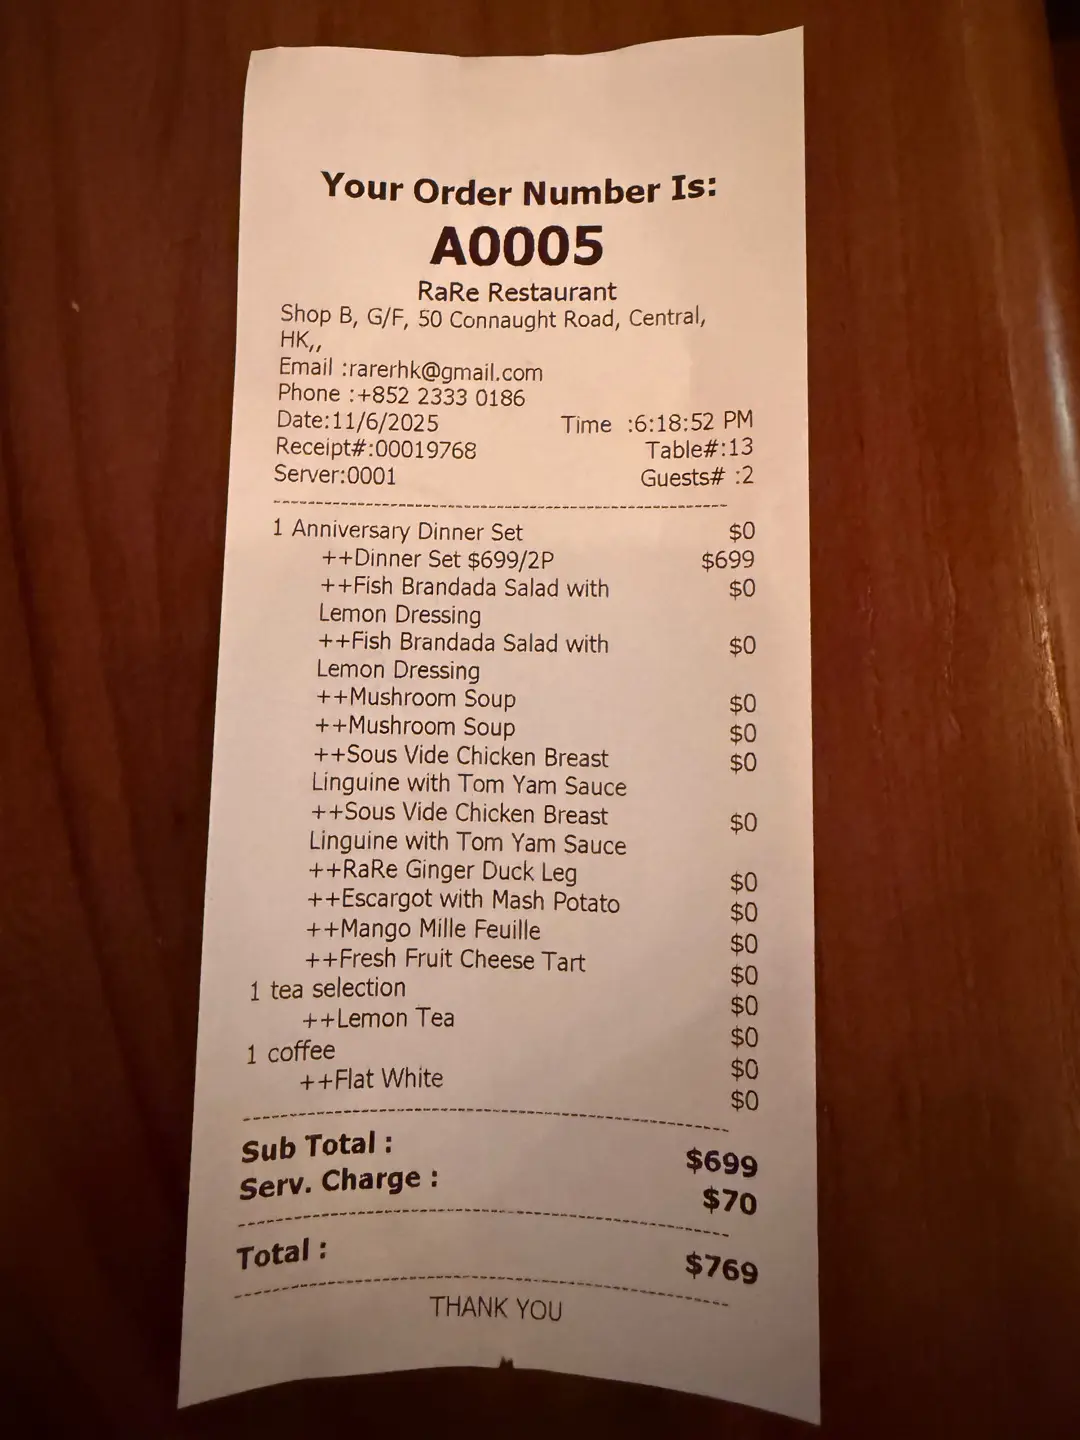 Your Order Number Is:
A0005
RaRe Restaurant
Shop B, G/F, 50 Connaught Road, Central,
HK,,
Email :rarerhk@gmail.com
Phone :+852 2333 0186
Date:11/6/2025 Time :6:18:52 PM
Receipt#:00019768 Table#:13
Server:0001 Guests# :2
1 Anniversary Dinner Set $0
++Dinner Set $699/2P $699
++Fish Brandada Salad with $0
Lemon Dressing
++Fish Brandada Salad with $0
Lemon Dressing
++Mushroom Soup $0
++Mushroom Soup $0
++Sous Vide Chicken Breast $0
Linguine with Tom Yam Sauce
++Sous Vide Chicken Breast $0
Linguine with Tom Yam Sauce
++RaRe Ginger Duck Leg $0
++Escargot with Mash Potato $0
++Mango Mille Feuille $0
++Fresh Fruit Cheese Tart $0
1 tea selection $0
++Lemon Tea $0
1 coffee $0
++Flat White $0
Sub Total : $699
Serv. Charge : $70
Total : $769
THANK YOU